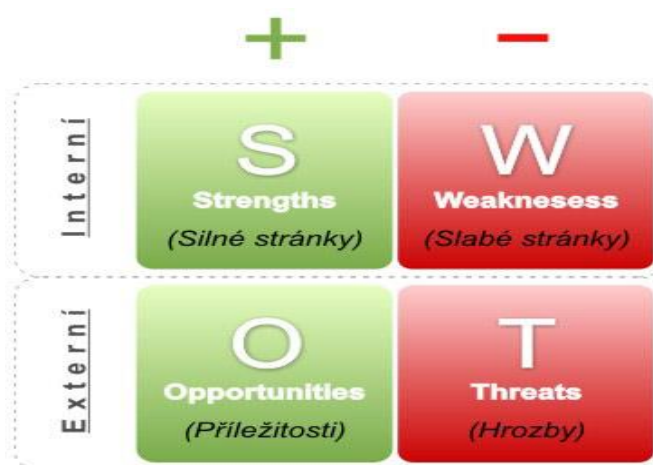 + −
Interní
S
Strengths
(Silné stránky)
W
Weaknesess
(Slabé stránky)
Externí
O
Opportunities
(Příležitosti)
T
Threats
(Hrozby)